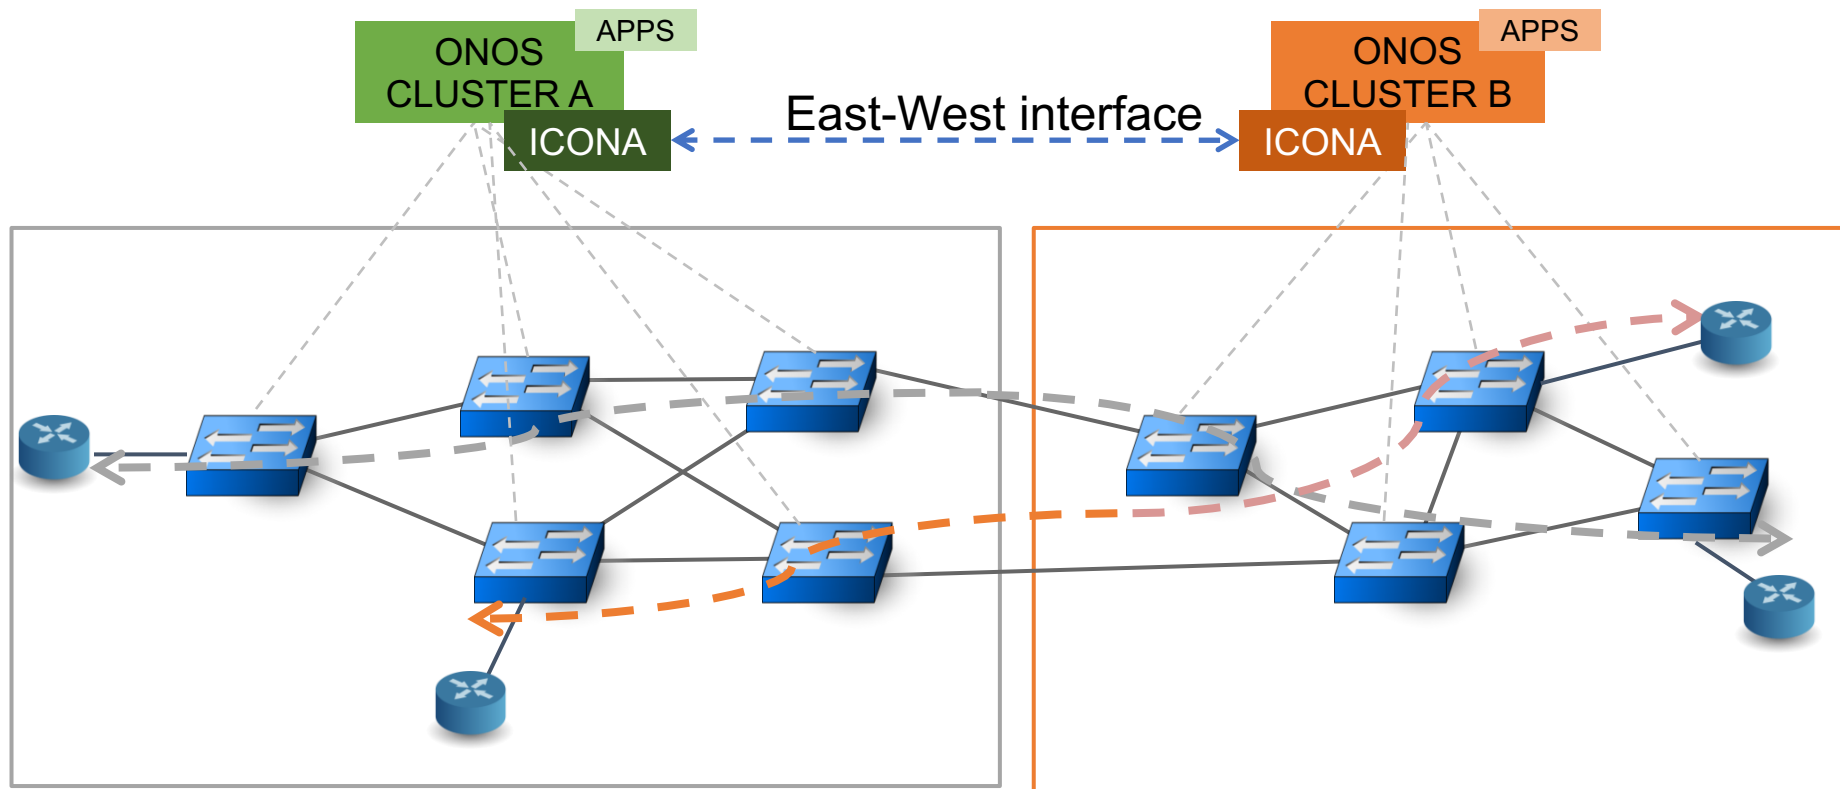 APPS
ONOS
CLUSTER A
ICONA
East-West interface
APPS
ONOS
CLUSTER B
ICONA